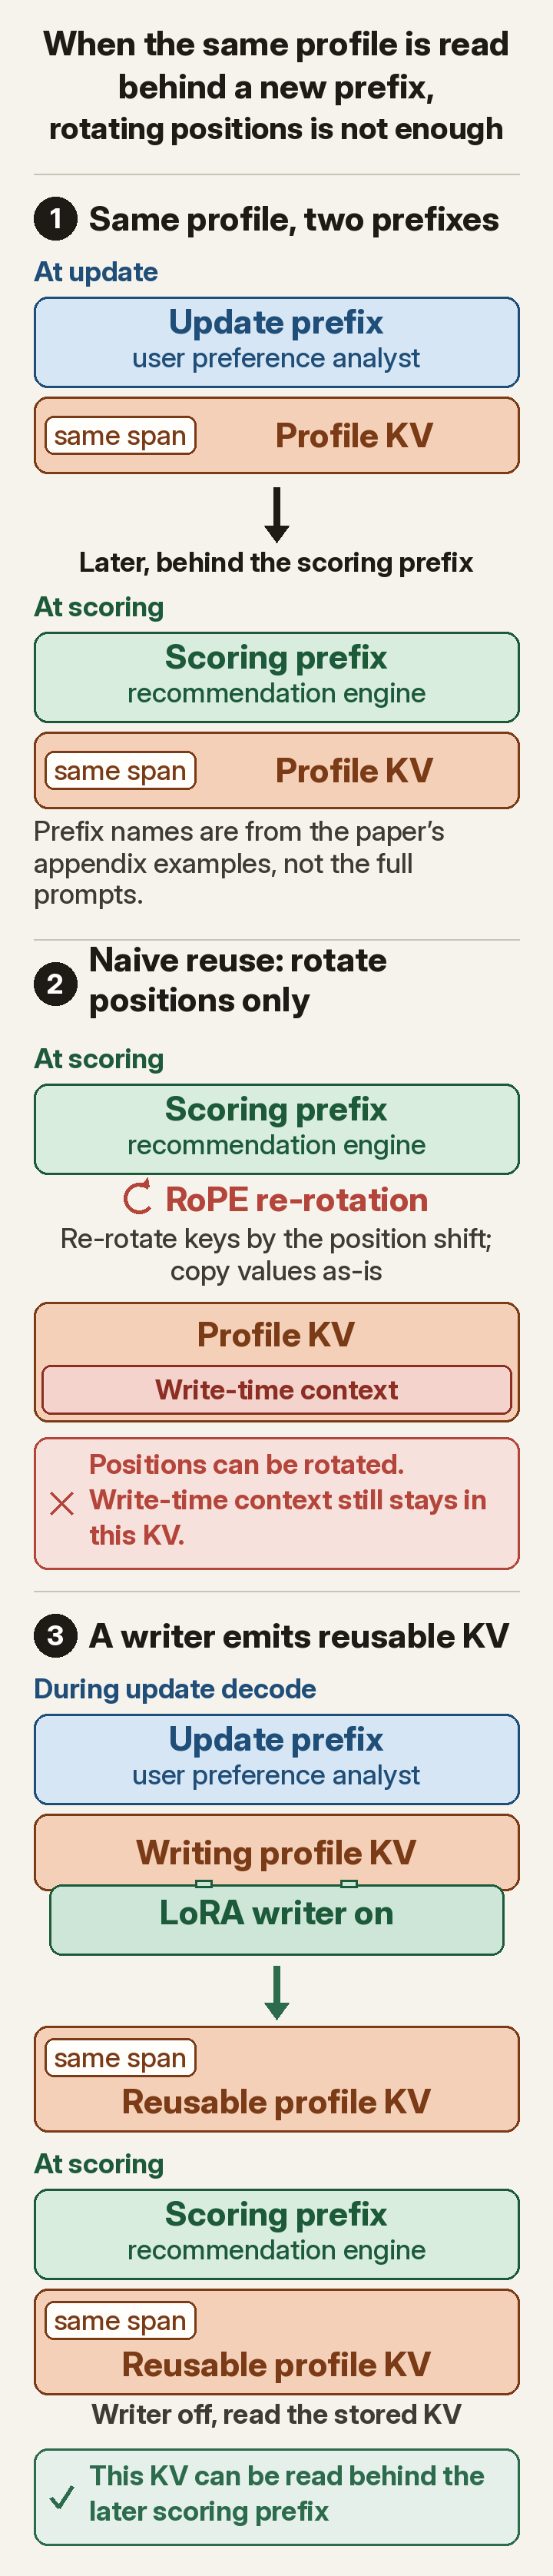 When the same profile is read
behind a new prefix,
rotating positions is not enough
1 Same profile, two prefixes
At update
Update prefix
user preference analyst
same span Profile KV
Later, behind the scoring prefix
At scoring
Scoring prefix
recommendation engine
same span Profile KV
Prefix names are from the paper’s
appendix examples, not the full
prompts.
2 Naive reuse: rotate
positions only
At scoring
Scoring prefix
recommendation engine
RoPE re-rotation
Re-rotate keys by the position shift;
copy values as-is
Profile KV
Write-time context
Positions can be rotated.
Write-time context still stays in
this KV.
3 A writer emits reusable KV
During update decode
Update prefix
user preference analyst
Writing profile KV
LoRA writer on
same span
Reusable profile KV
At scoring
Scoring prefix
recommendation engine
same span
Reusable profile KV
Writer off, read the stored KV
This KV can be read behind the
later scoring prefix